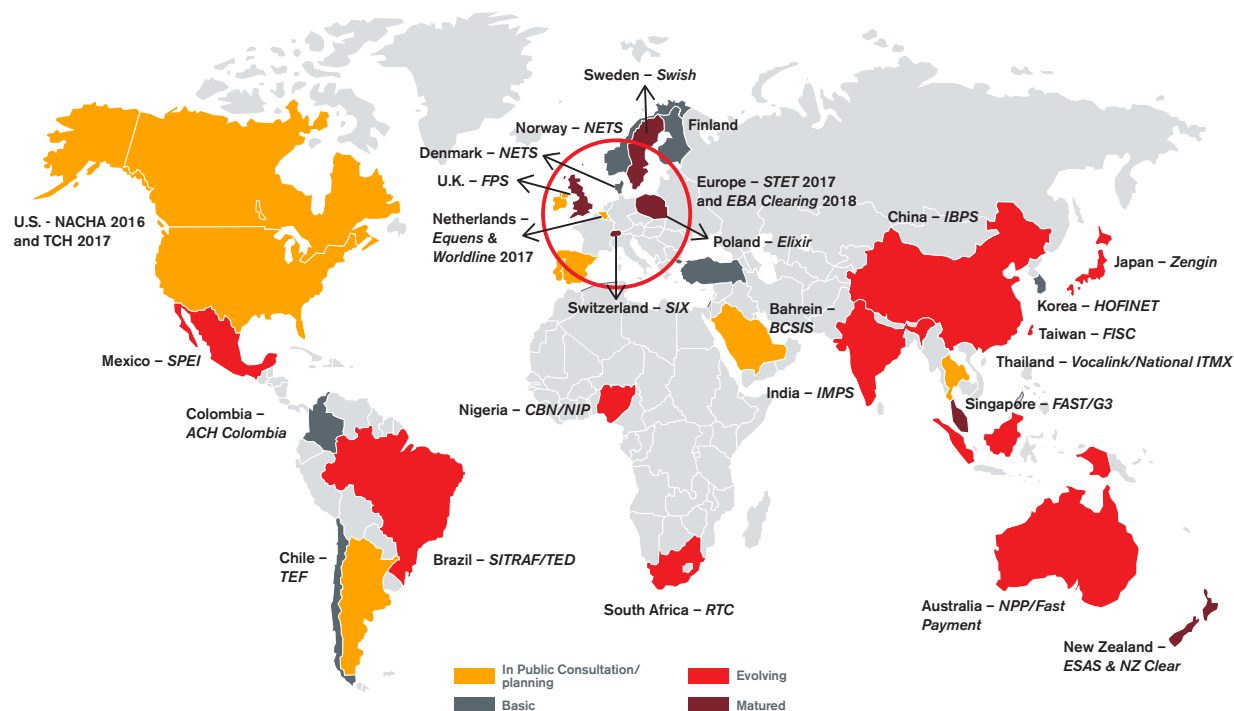 Sweden – Swish
Norway – NETS
Finland
Denmark – NETS
U.K. – FPS
Europe – STET 2017
and EBA Clearing 2018
U.S. - NACHA 2016
and TCH 2017
Netherlands –
Equens &
Worldline 2017
Poland – Elixir
China – IBPS
Japan – Zengin
Switzerland – SIX
Bahrein –
BCSIS
Korea – HOFINET
Taiwan – FISC
Mexico – SPEI
Thailand – Vocalink/National ITMX
India – IMPS
Singapore – FAST/G3
Colombia –
ACH Colombia
Nigeria – CBN/NIP
Chile –
TEF
Brazil – SITRAF/TED
South Africa – RTC
Australia – NPP/Fast
Payment
New Zealand –
ESAS & NZ Clear
In Public Consultation/
planning
Evolving
Basic
Matured